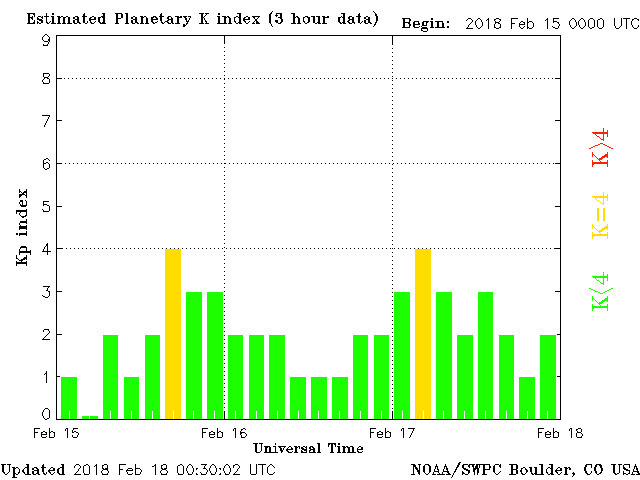 Estimated Planetary K index (3 hour data)
Begin: 2018 Feb 15 0000 UTC
9
8
7
6
5
4
3
2
1
0
Kp index
K>4
K=4
K<4
Feb 15
Feb 16
Feb 17
Feb 18
Universal Time
Updated 2018 Feb 18 00:30:02 UTC
NOAA/SWPC Boulder, CO USA